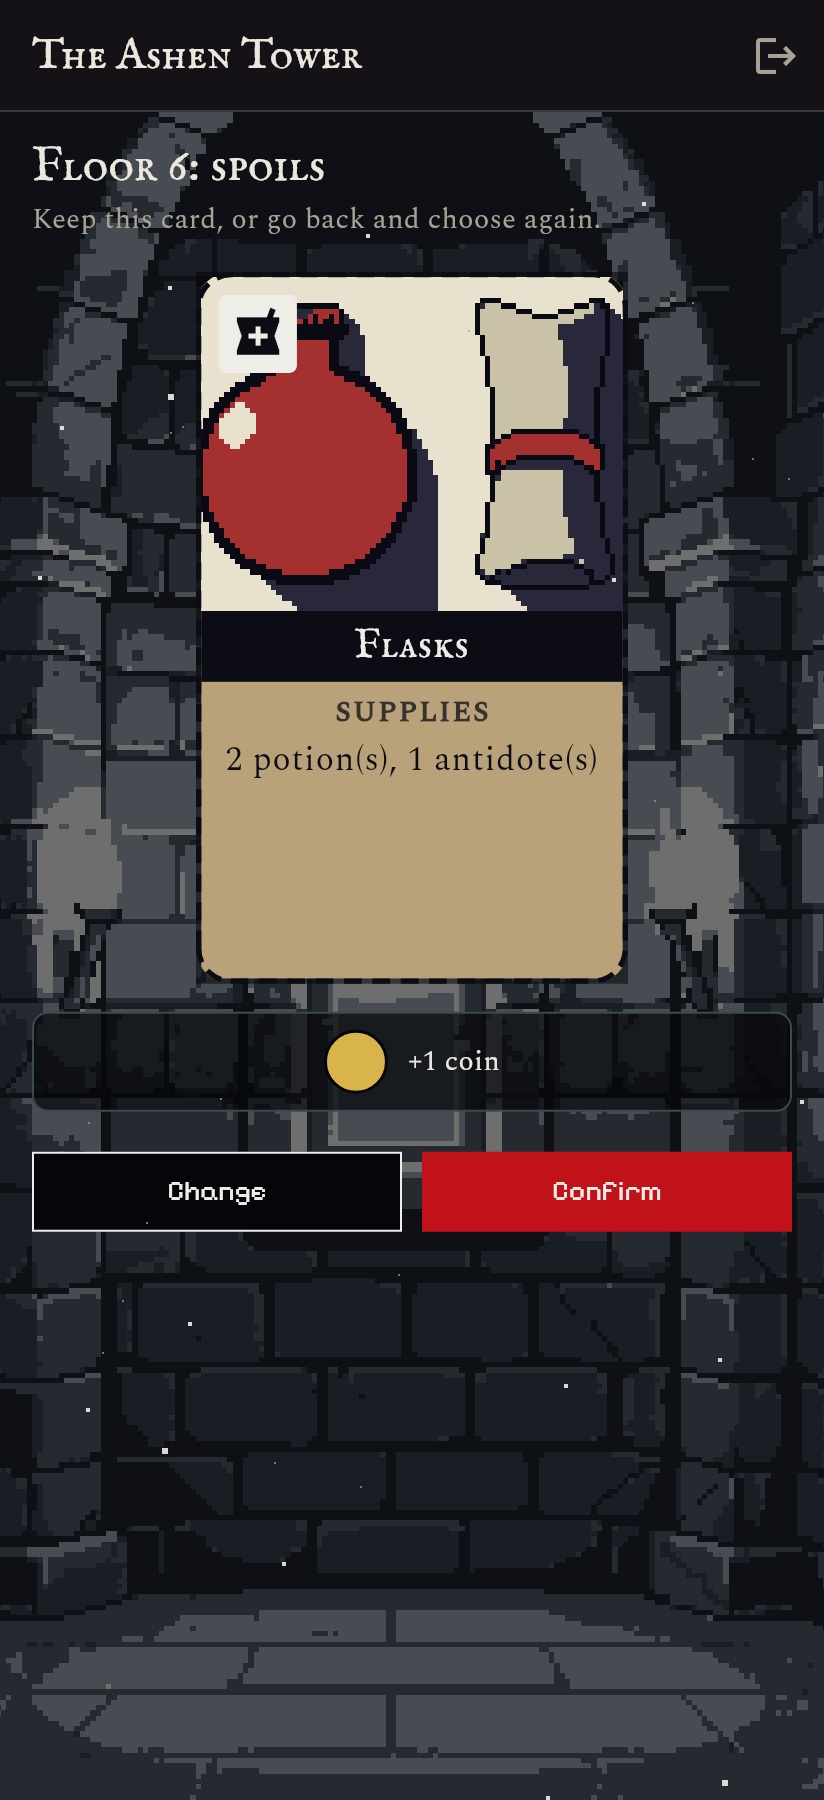 The Ashen Tower
Floor 6: spoils
Keep this card, or go back and choose again.
Flasks
SUPPLIES
2 potion(s), 1 antidote(s)
+1 coin
Change
Confirm